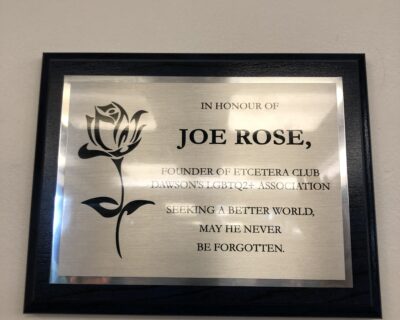 IN HONOUR OF
JOE ROSE,
FOUNDER OF ETCETERA CLUB
DAWSON'S LGBTQ2+ ASSOCIATION
SEEKING A BETTER WORLD,
MAY HE NEVER
BE FORGOTTEN.